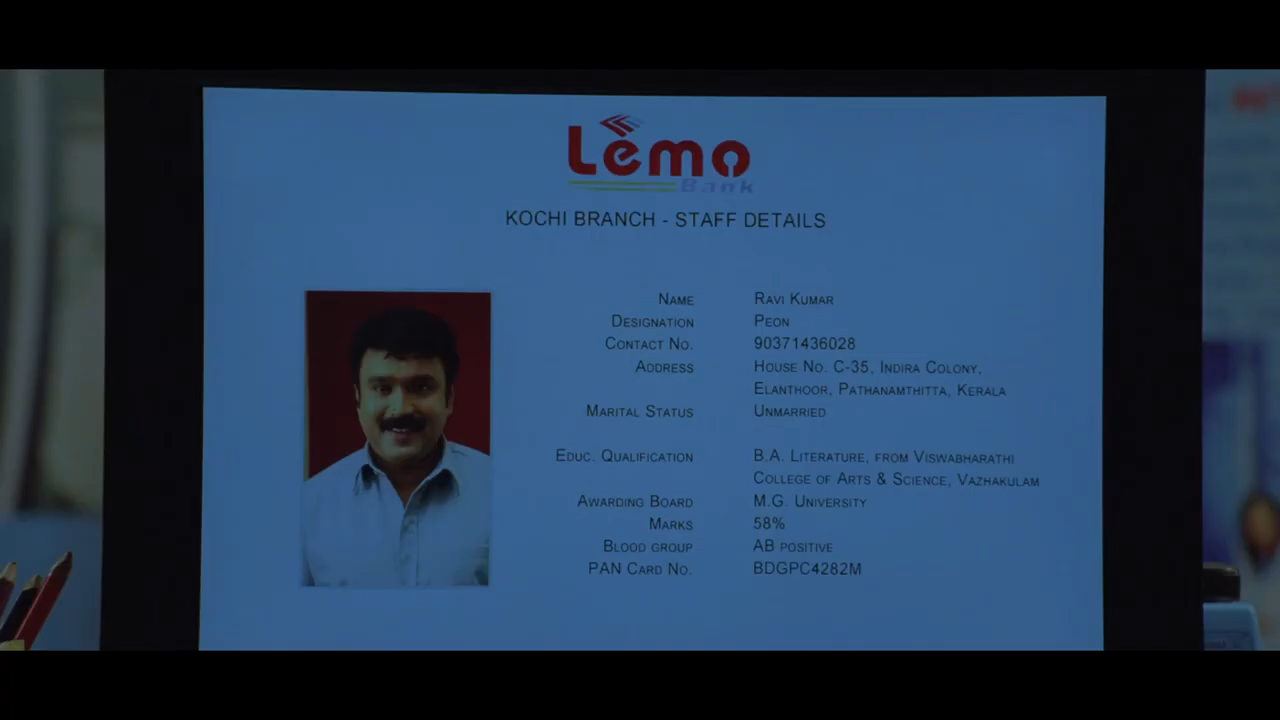 Lemo
Bank
KOCHI BRANCH - STAFF DETAILS
NAME RAVI KUMAR
DESIGNATION PEON
CONTACT NO. 90371436028
ADDRESS HOUSE NO. C-35, INDIRA COLONY,
ELANTHOOR, PATHANAMTHITTA, KERALA
MARITAL STATUS UNMARRIED
EDUC. QUALIFICATION B.A. LITERATURE, FROM VISWABHARATHI
COLLEGE OF ARTS & SCIENCE, VAZHAKULAM
AWARDING BOARD M.G. UNIVERSITY
MARKS 58%
BLOOD GROUP AB POSITIVE
PAN CARD NO. BDGPC4282M